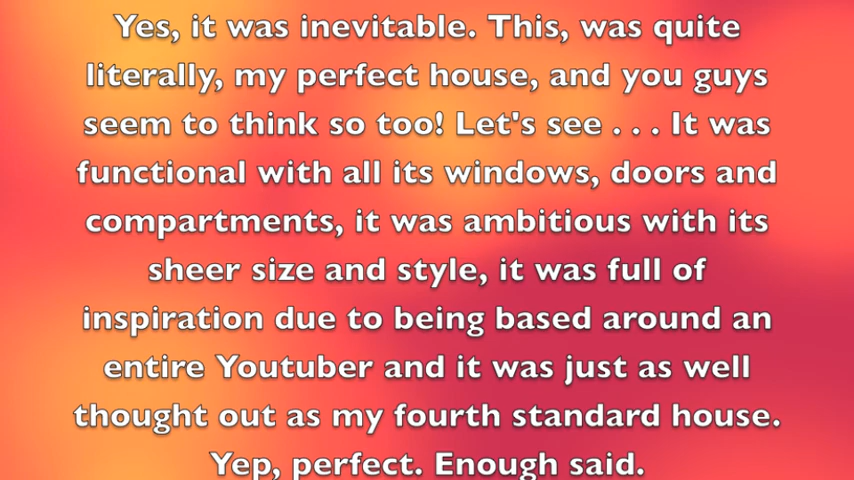 Yes, it was inevitable. This, was quite
literally, my perfect house, and you guys
seem to think so too! Let's see . . . It was
functional with all its windows, doors and
compartments, it was ambitious with its
sheer size and style, it was full of
inspiration due to being based around an
entire Youtuber and it was just as well
thought out as my fourth standard house.
Yep, perfect. Enough said.